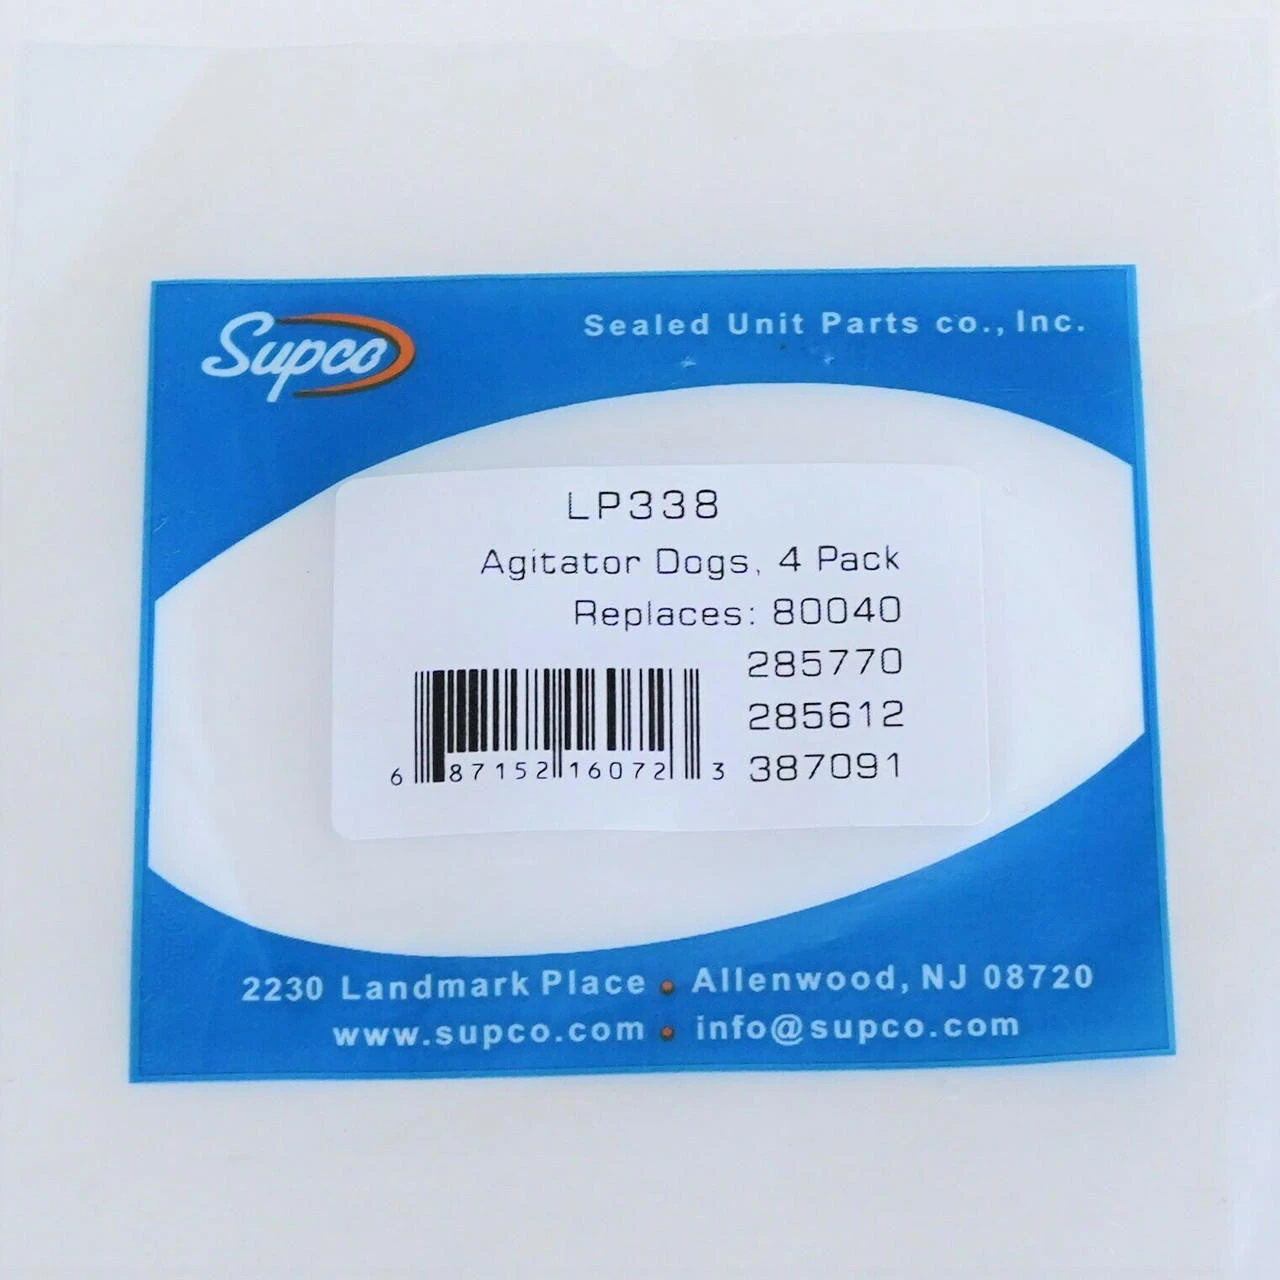 Supco
Sealed Unit Parts co., Inc.
LP338
Agitator Dogs, 4 Pack
Replaces: 80040
285770
285612
387091
6 87152 16072 3
2230 Landmark Place • Allenwood, NJ 08720
www.supco.com • info@supco.com